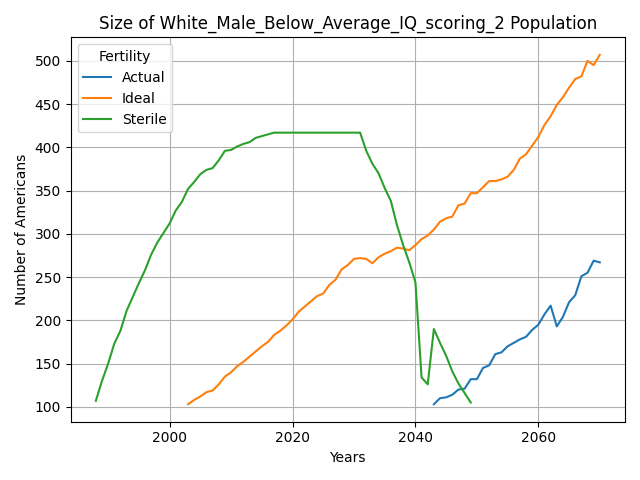 Size of White_Male_Below_Average_IQ_scoring_2 Population
Fertility
Actual
Ideal
Sterile
Number of Americans
500
450
400
350
300
250
200
150
100
2000
2020
2040
2060
Years